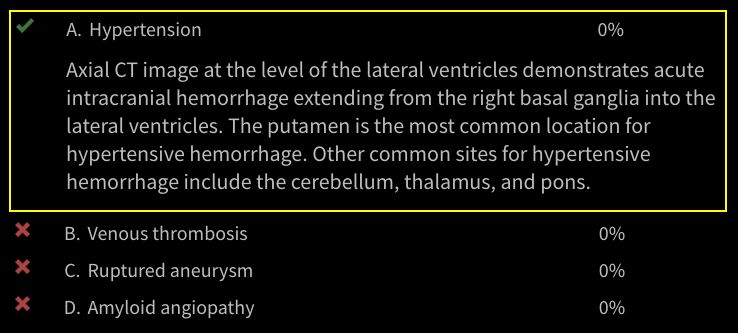 A. Hypertension 0%
Axial CT image at the level of the lateral ventricles demonstrates acute
intracranial hemorrhage extending from the right basal ganglia into the
lateral ventricles. The putamen is the most common location for
hypertensive hemorrhage. Other common sites for hypertensive
hemorrhage include the cerebellum, thalamus, and pons.
B. Venous thrombosis 0%
C. Ruptured aneurysm 0%
D. Amyloid angiopathy 0%